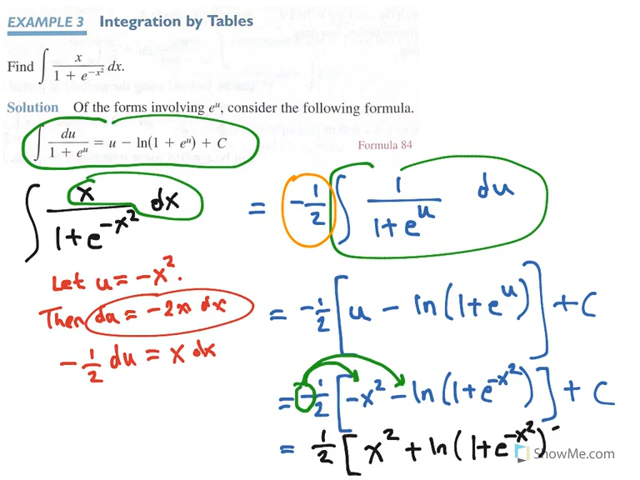 EXAMPLE 3 Integration by Tables
Find ∫ x / (1 + e^{-x²}) dx.
Solution Of the forms involving e^u, consider the following formula.
∫ du / (1 + e^u) = u − ln(1 + e^u) + C
Formula 84
∫ x / (1+e^{-x²}) dx = -1/2 ∫ 1 / (1+e^u) du
Let u = -x².
Then du = -2x dx
-1/2 du = x dx
= -1/2 [u - ln(1+e^u)] + C
= -1/2 [-x² - ln(1+e^{-x²})] + C
= 1/2 [x² + ln(1+e^{-x²})
ShowMe.com